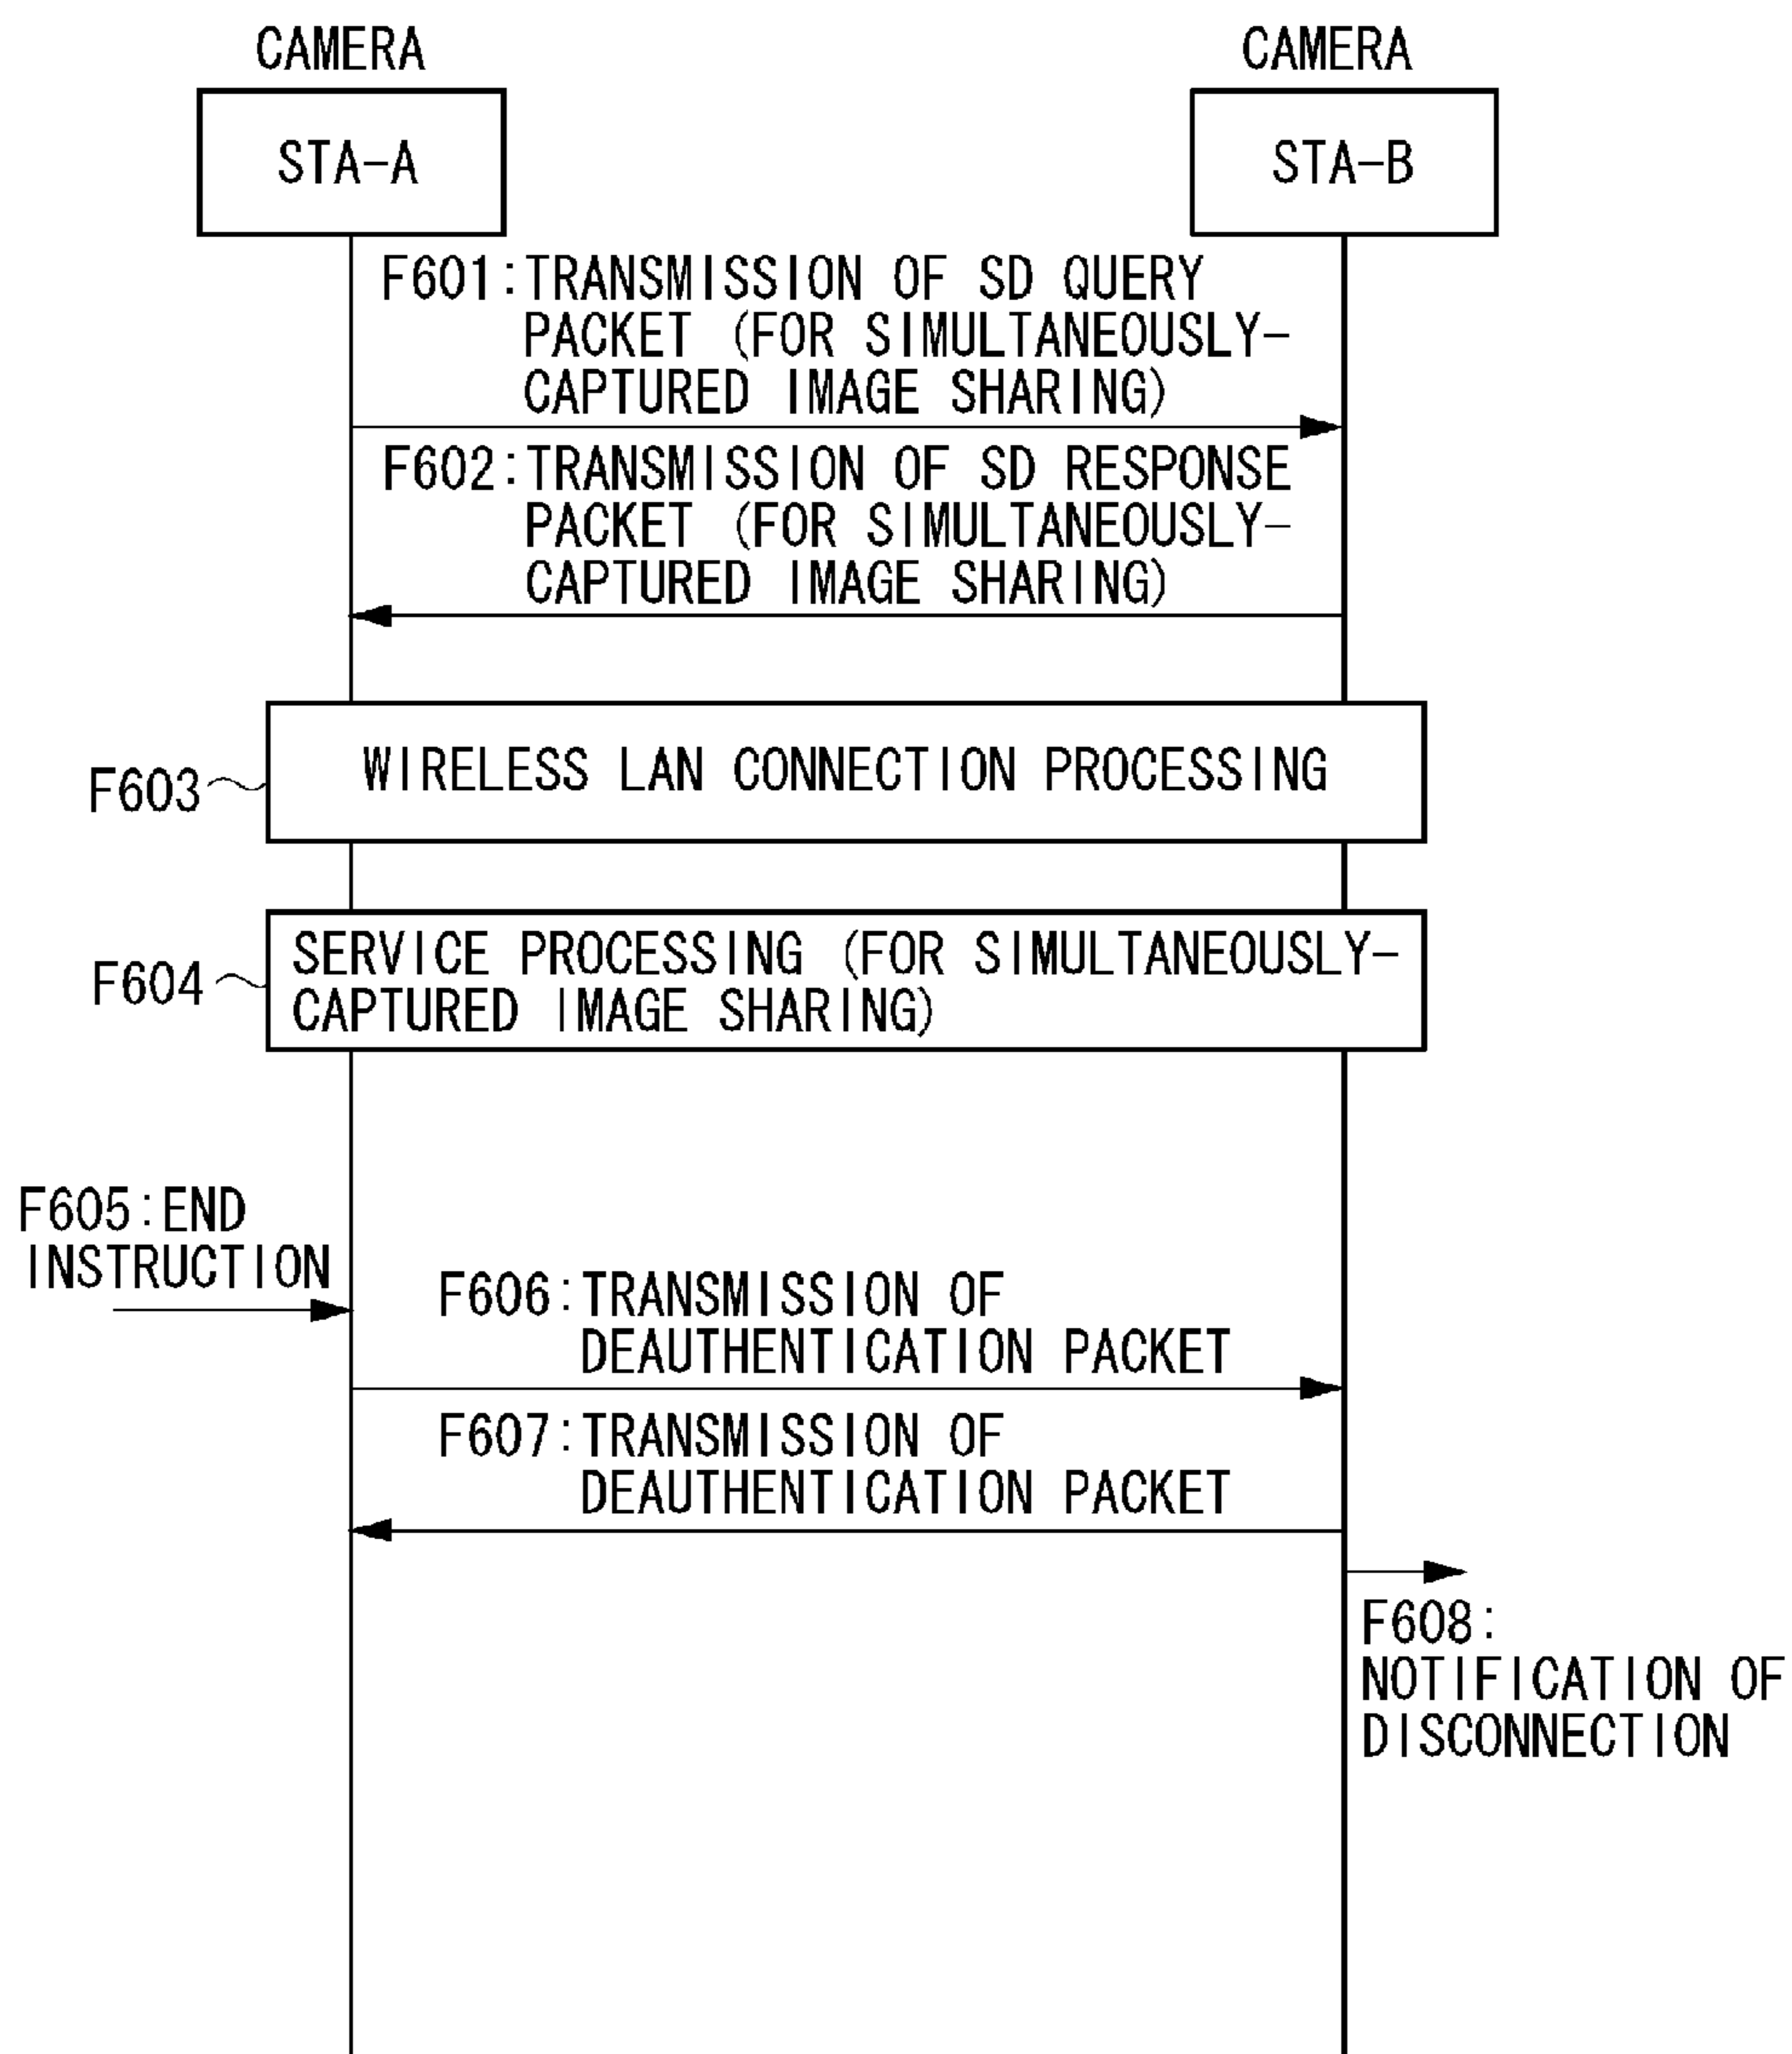 CAMERA
CAMERA
STA-A
STA-B
F601:TRANSMISSION OF SD QUERY
PACKET (FOR SIMULTANEOUSLY-
CAPTURED IMAGE SHARING)
F602:TRANSMISSION OF SD RESPONSE
PACKET (FOR SIMULTANEOUSLY-
CAPTURED IMAGE SHARING)
F603
WIRELESS LAN CONNECTION PROCESSING
F604
SERVICE PROCESSING (FOR SIMULTANEOUSLY-
CAPTURED IMAGE SHARING)
F605:END
INSTRUCTION
F606:TRANSMISSION OF
DEAUTHENTICATION PACKET
F607:TRANSMISSION OF
DEAUTHENTICATION PACKET
F608:
NOTIFICATION OF
DISCONNECTION